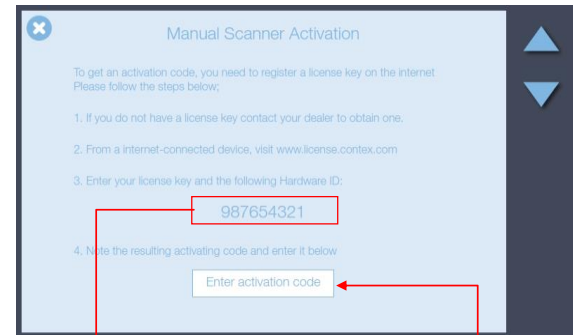 Manual Scanner Activation
To get an activation code, you need to register a license key on the internet
Please follow the steps below;
1. If you do not have a license key contact your dealer to obtain one.
2. From a internet-connected device, visit www.license.contex.com
3. Enter your license key and the following Hardware ID:
987654321
4. Note the resulting activating code and enter it below
Enter activation code